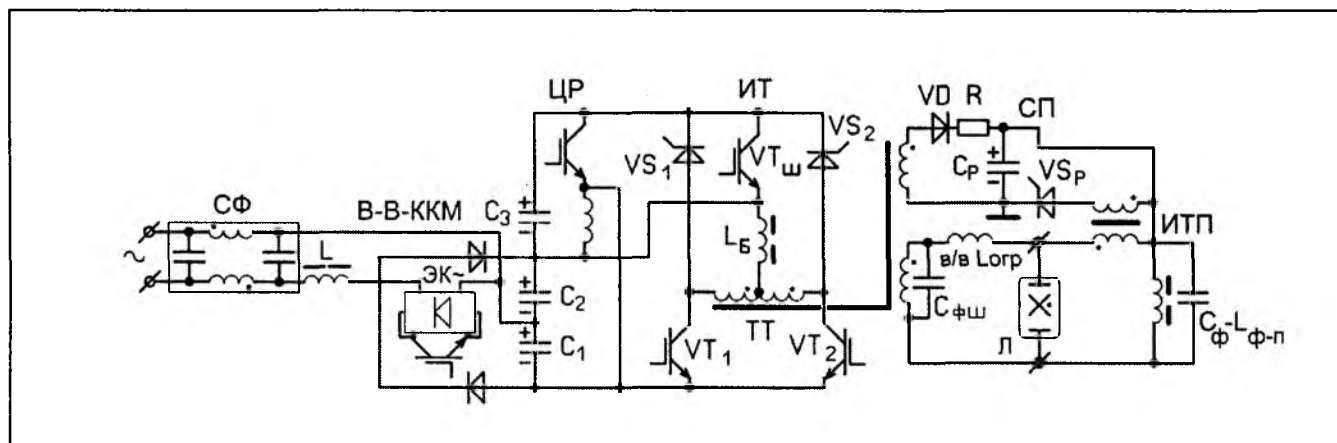 ЦР
ИТ
VD
R
СП
VS1
VTш
VS2
CР
VSР
СФ
В-В-ККМ
C3
LБ
ИТП
~
L
ЭК~
в/в Lогр
C2
Cфш
TT
Cф-Lф-п
C1
VT1
VT2
Л